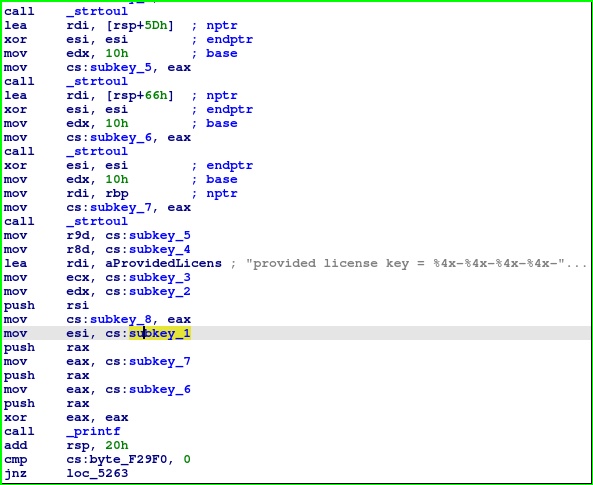 call _strtoul
lea rdi, [rsp+5Dh] ; nptr
xor esi, esi ; endptr
mov edx, 10h ; base
mov cs:subkey_5, eax
call _strtoul
lea rdi, [rsp+66h] ; nptr
xor esi, esi ; endptr
mov edx, 10h ; base
mov cs:subkey_6, eax
call _strtoul
xor esi, esi ; endptr
mov edx, 10h ; base
mov rdi, rbp ; nptr
mov cs:subkey_7, eax
call _strtoul
mov r9d, cs:subkey_5
mov r8d, cs:subkey_4
lea rdi, aProvidedLicens ; "provided license key = %4x-%4x-%4x-%4x-"...
mov ecx, cs:subkey_3
mov edx, cs:subkey_2
push rsi
mov cs:subkey_8, eax
mov esi, cs:subkey_1
push rax
mov eax, cs:subkey_7
push rax
mov eax, cs:subkey_6
push rax
xor eax, eax
call _printf
add rsp, 20h
cmp cs:byte_F29F0, 0
jnz loc_5263